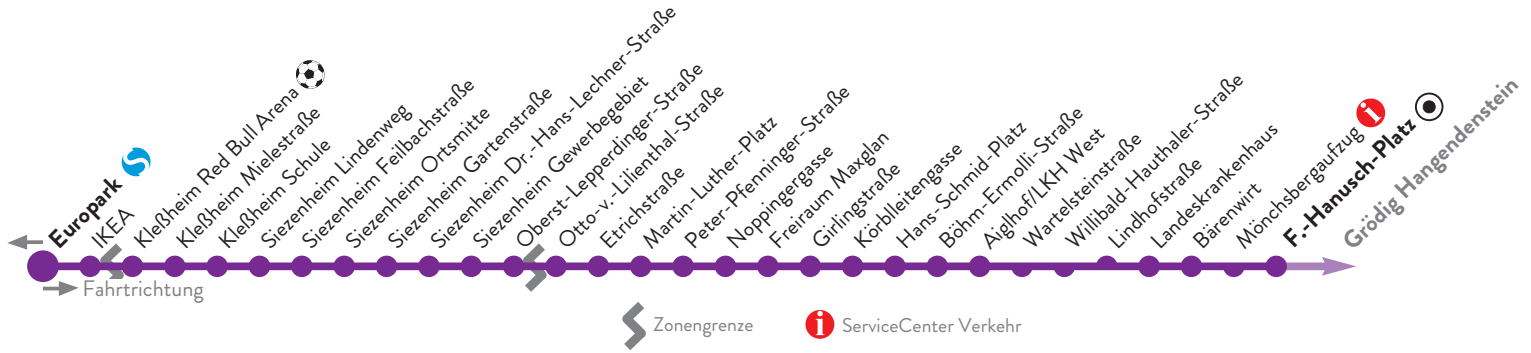 Europark
IKEA
Kleßheim Red Bull Arena
Kleßheim Mielestraße
Kleßheim Schule
Siezenheim Lindenweg
Siezenheim Feilbachstraße
Siezenheim Ortsmitte
Siezenheim Gartenstraße
Siezenheim Dr.-Hans-Lechner-Straße
Siezenheim Gewerbegebiet
Oberst-Lepperdinger-Straße
Otto-v.-Lilienthal-Straße
Etrichstraße
Martin-Luther-Platz
Peter-Pfenninger-Straße
Noppingergasse
Freiraum Maxglan
Girlingstraße
Körblleitengasse
Hans-Schmid-Platz
Böhm-Ermolli-Straße
Aiglhof/LKH West
Wartelsteinstraße
Willibald-Hauthaler-Straße
Lindhofstraße
Landeskrankenhaus
Bärenwirt
Mönchsbergaufzug
F.-Hanusch-Platz
Grödig Hangendenstein
Fahrtrichtung
Zonengrenze
ServiceCenter Verkehr